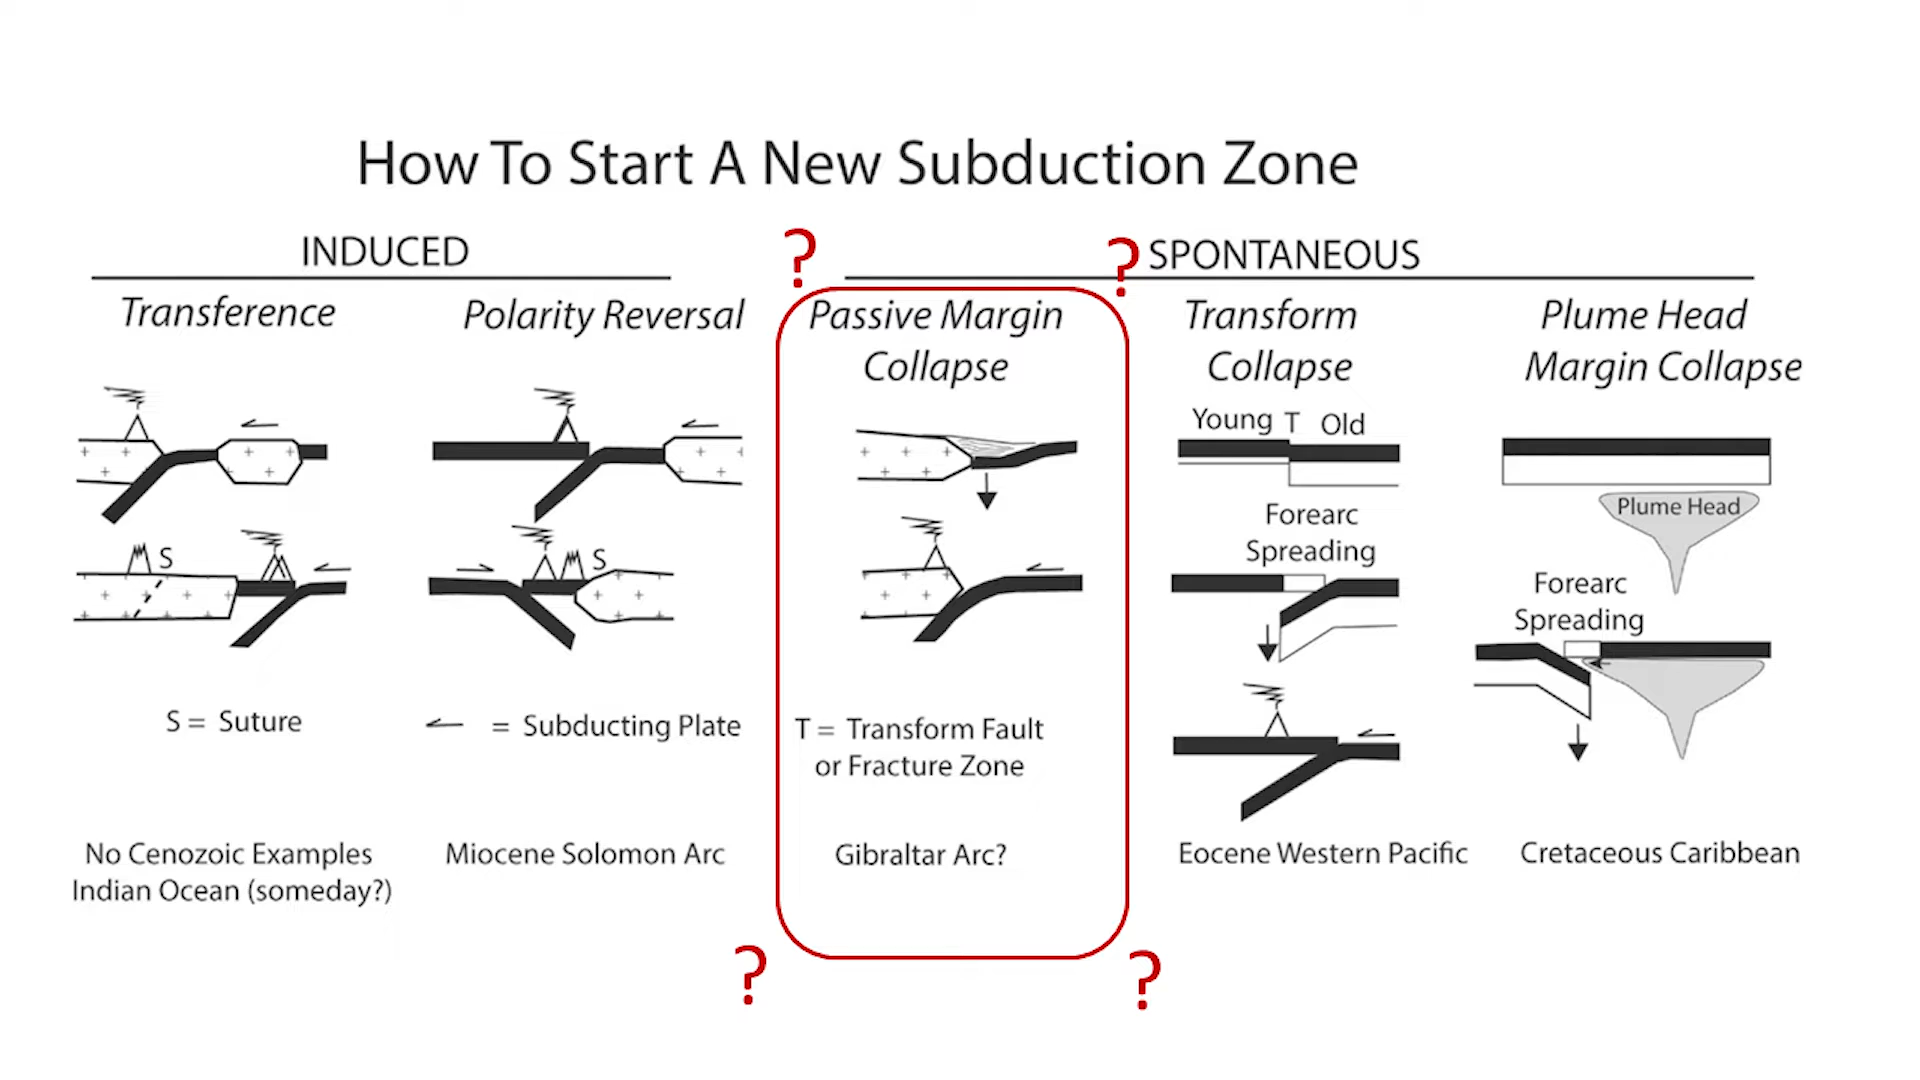 How To Start A New Subduction Zone
INDUCED
?
?
SPONTANEOUS
Transference
Polarity Reversal
Passive Margin
Collapse
Transform
Collapse
Plume Head
Margin Collapse
Young T Old
Plume Head
Forearc
Spreading
S
S
Forearc
Spreading
S = Suture
= Subducting Plate
T = Transform Fault
or Fracture Zone
No Cenozoic Examples
Indian Ocean (someday?)
Miocene Solomon Arc
Gibraltar Arc?
Eocene Western Pacific
Cretaceous Caribbean
?
?